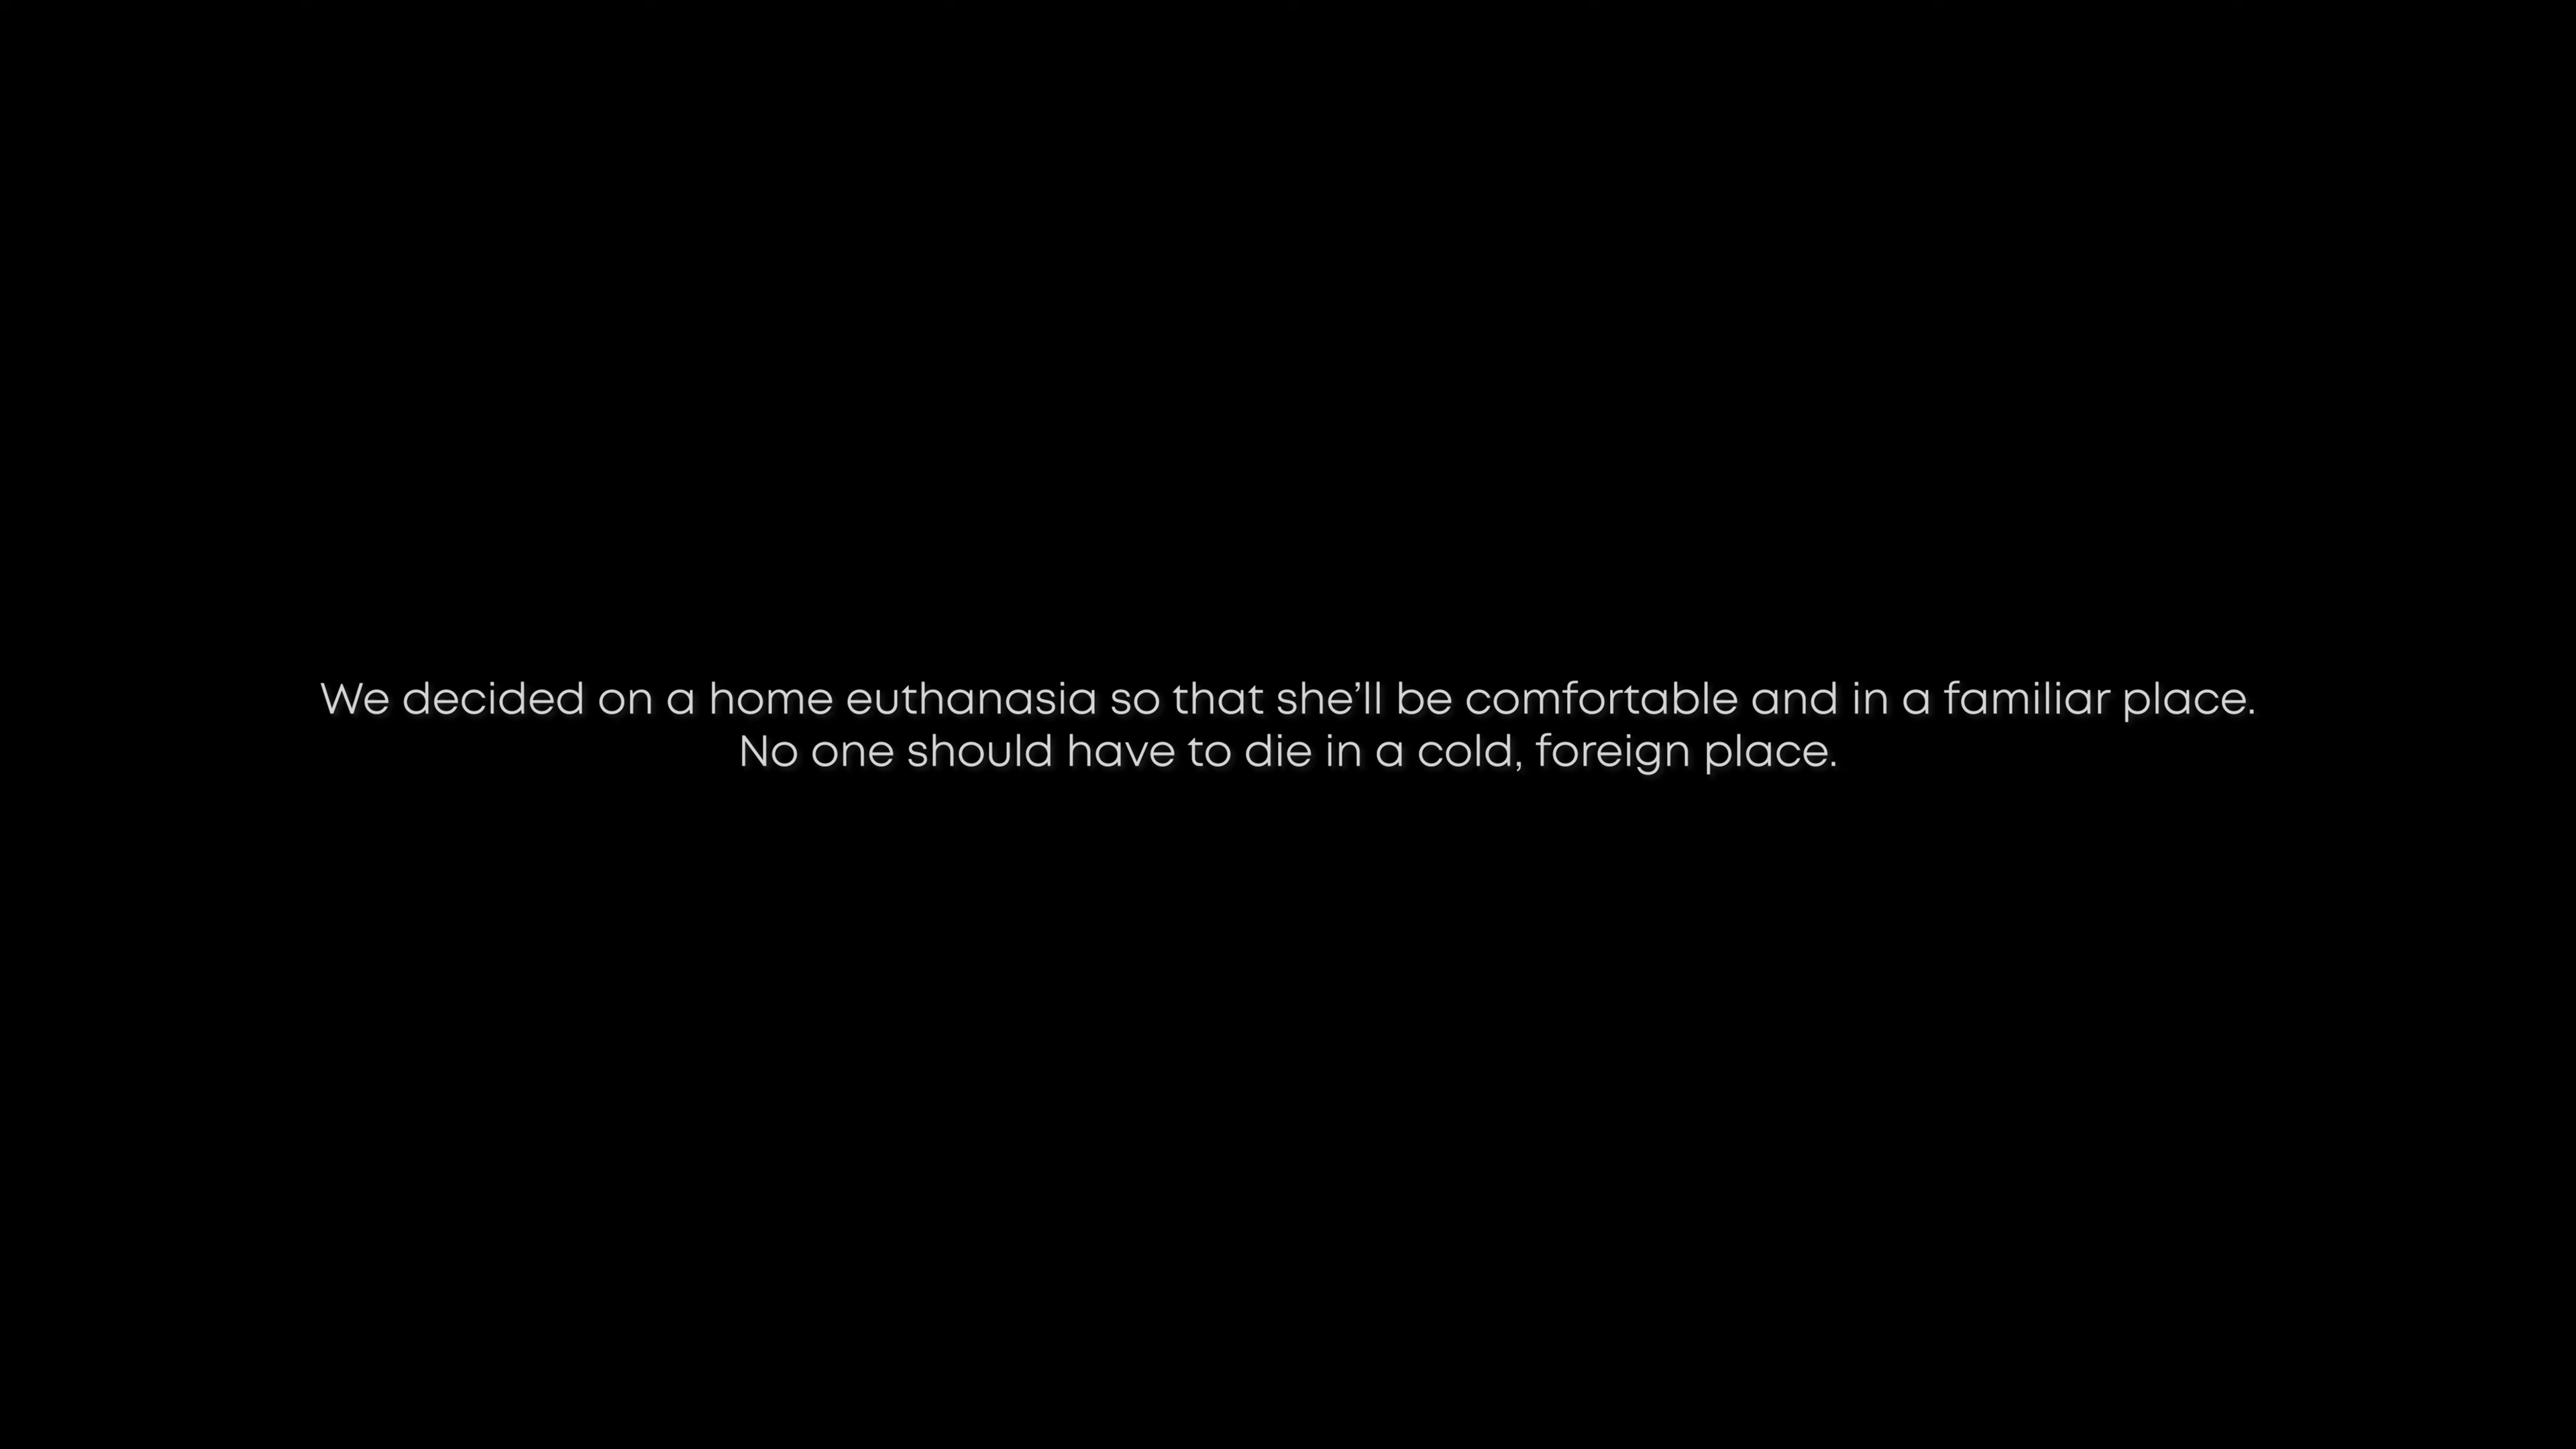 We decided on a home euthanasia so that she’ll be comfortable and in a familiar place.
No one should have to die in a cold, foreign place.